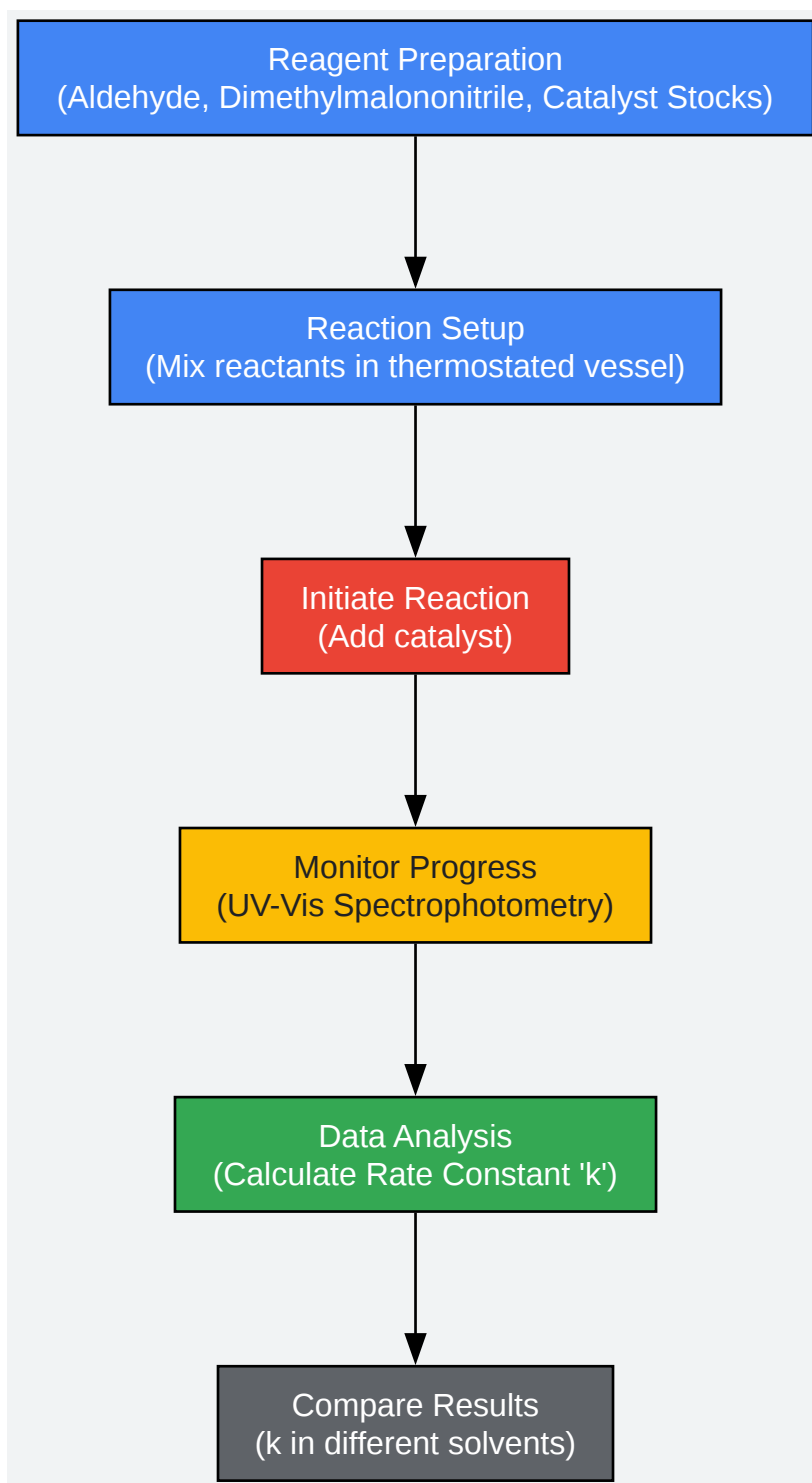 Reagent Preparation
(Aldehyde, Dimethylmalononitrile, Catalyst Stocks)
Reaction Setup
(Mix reactants in thermostated vessel)
Initiate Reaction
(Add catalyst)
Monitor Progress
(UV-Vis Spectrophotometry)
Data Analysis
(Calculate Rate Constant 'k')
Compare Results
(k in different solvents)